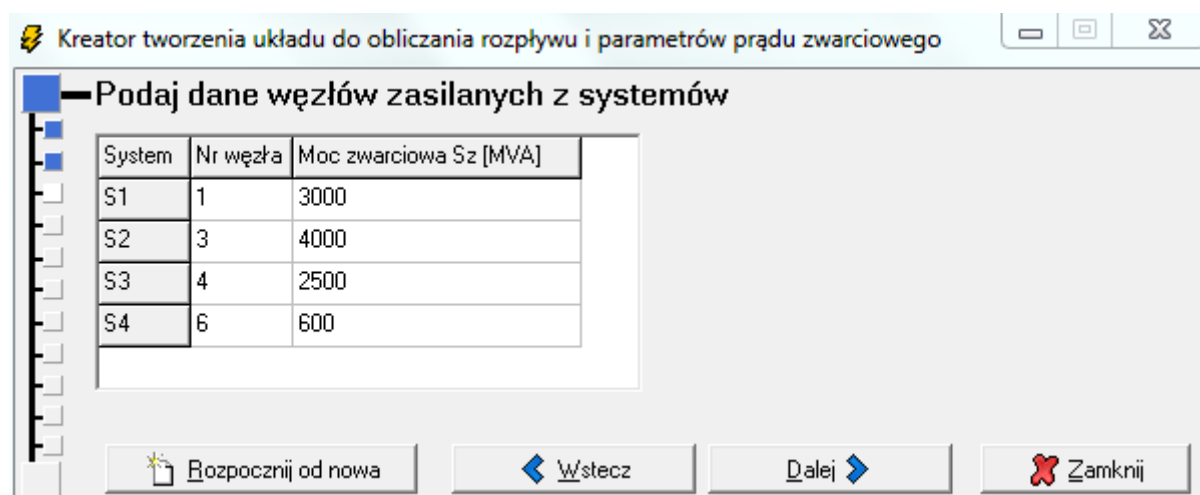 Kreator tworzenia układu do obliczania rozpływu i parametrów prądu zwarciowego
Podaj dane węzłów zasilanych z systemów
System Nr węzła Moc zwarciowa Sz [MVA]
S1 1 3000
S2 3 4000
S3 4 2500
S4 6 600
Rozpocznij od nowa Wstecz Dalej Zamknij